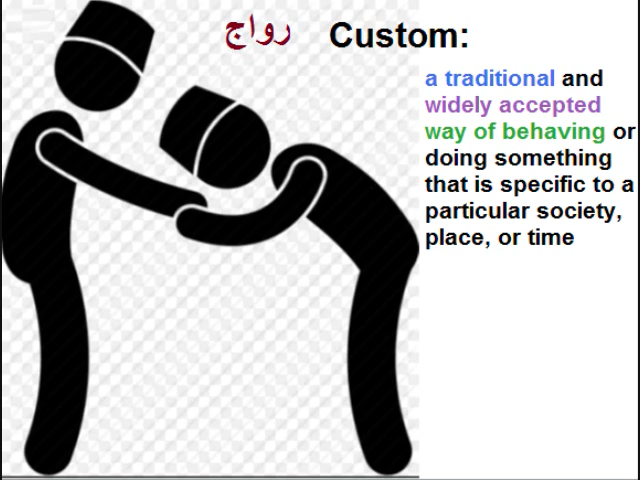 رواج Custom:
a traditional and
widely accepted
way of behaving or
doing something
that is specific to a
particular society,
place, or time